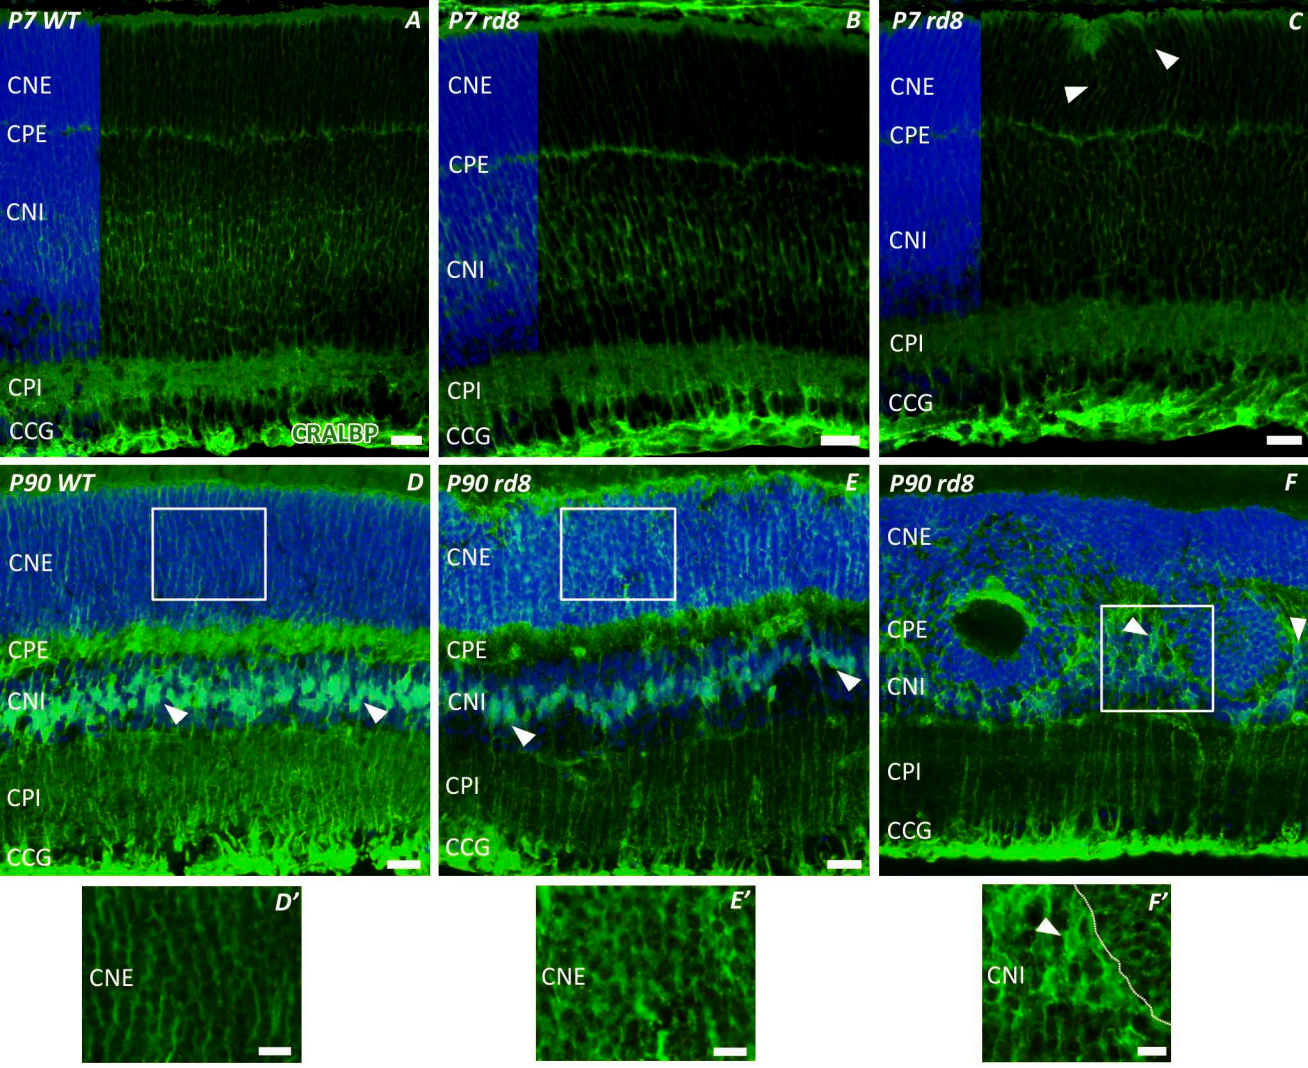 P7 WT A
CNE
CPE
CNI
CPI
CCG
CRALBP
P7 rd8 B
CNE
CPE
CNI
CPI
CCG
P7 rd8 C
CNE
CPE
CNI
CPI
CCG
P90 WT D
CNE
CPE
CNI
CPI
CCG
P90 rd8 E
CNE
CPE
CNI
CPI
CCG
P90 rd8 F
CNE
CPE
CNI
CPI
CCG
D’
CNE
E’
CNE
F’
CNI